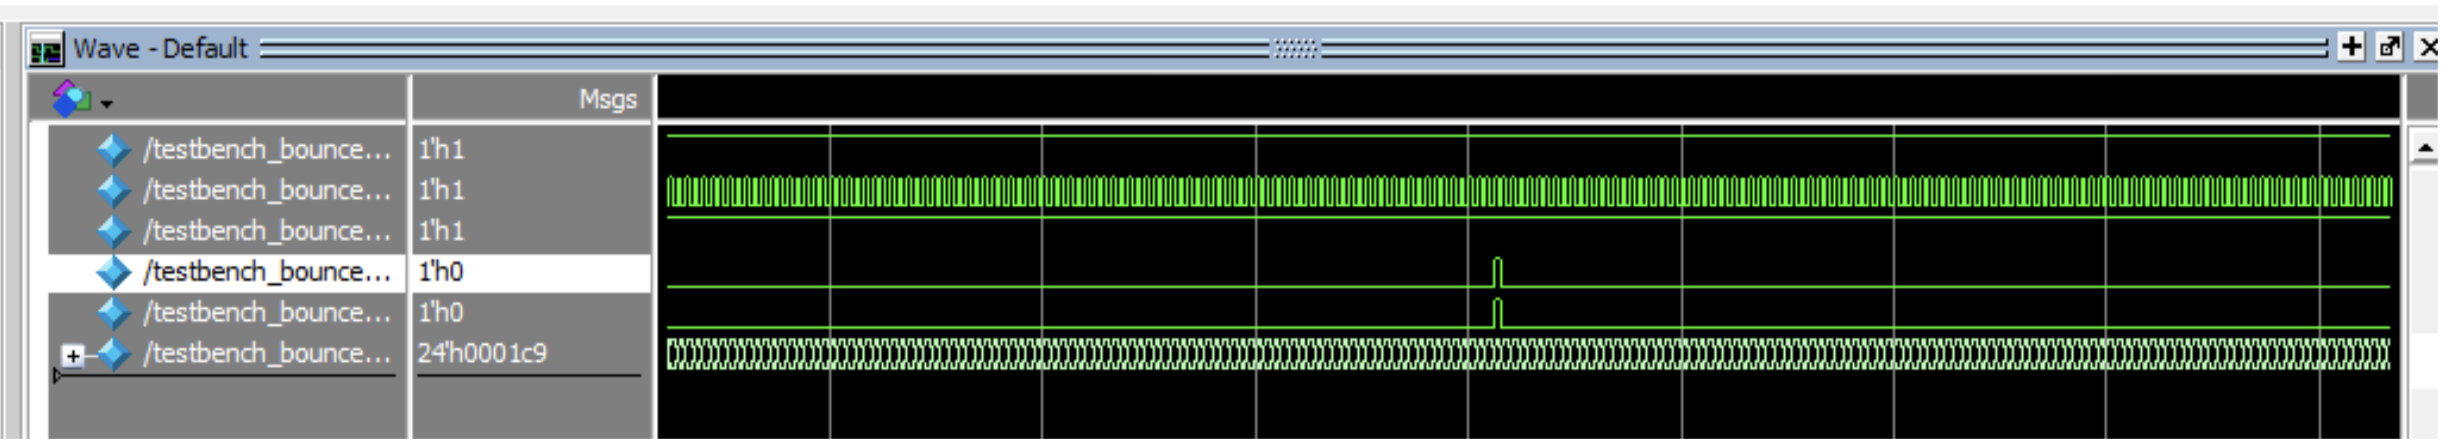 Wave - Default
Msgs
/testbench_bounce... 1'h1
/testbench_bounce... 1'h1
/testbench_bounce... 1'h1
/testbench_bounce... 1'h0
/testbench_bounce... 1'h0
/testbench_bounce... 24'h0001c9